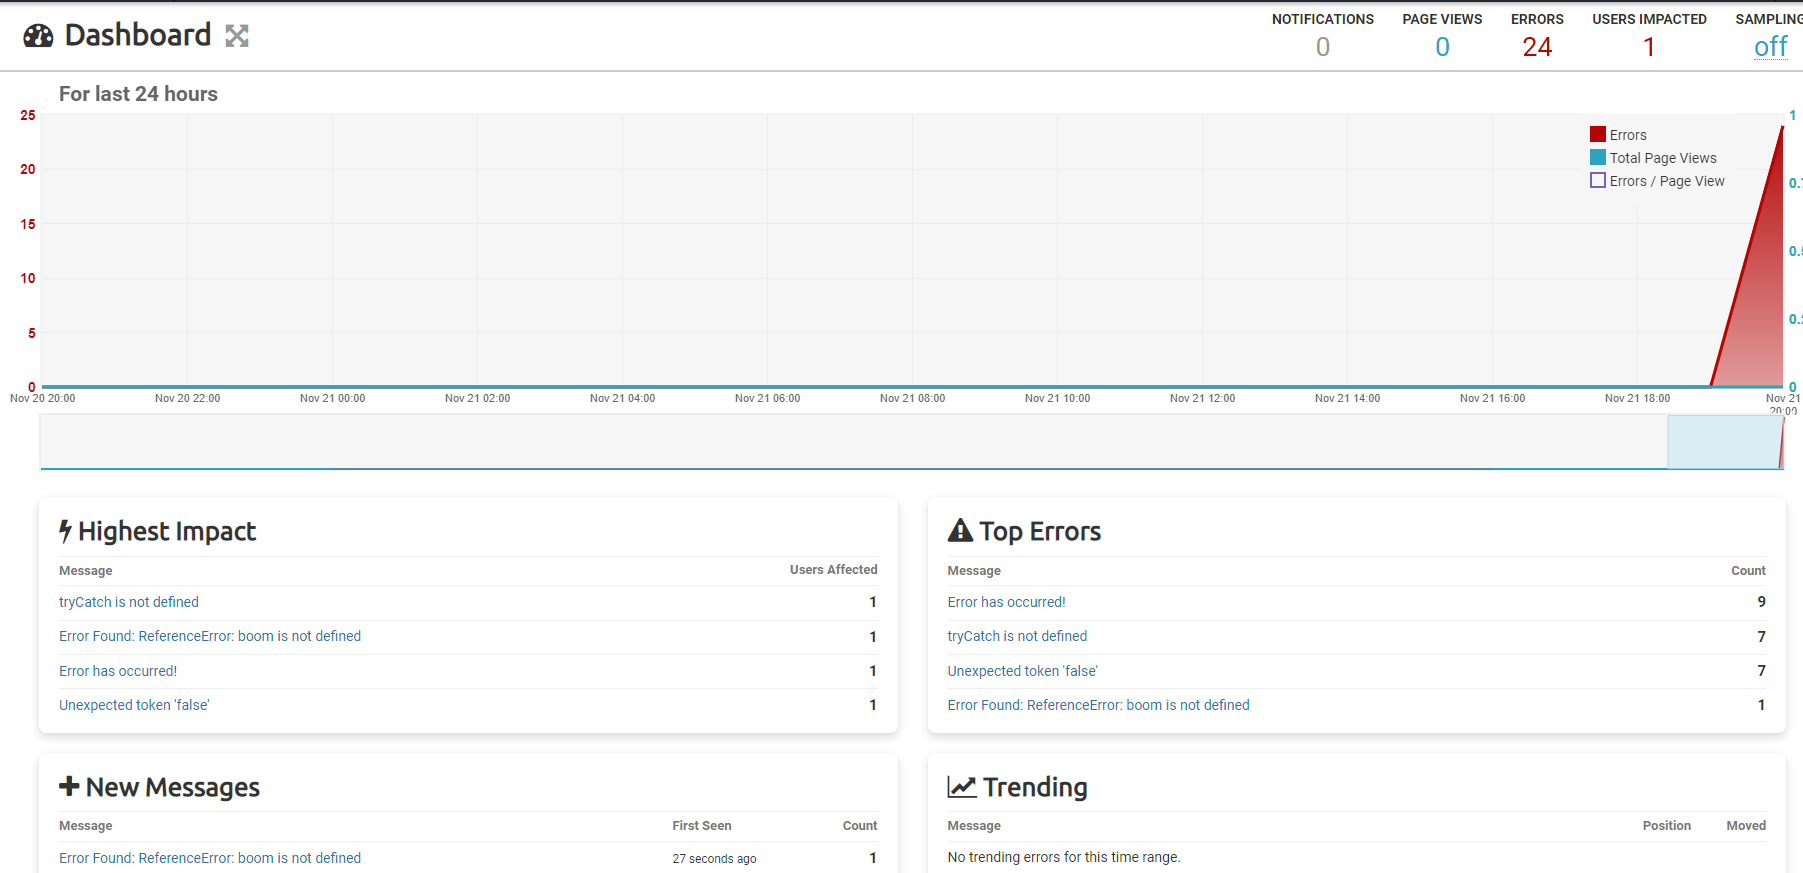 Dashboard
NOTIFICATIONS PAGE VIEWS ERRORS USERS IMPACTED SAMPLING
0 0 24 1 off
For last 24 hours
25 1
Errors
Total Page Views
20 0.
Errors / Page View
15
0.
10
0.
5
0 0
Nov 20 20:00 Nov 20 22:00 Nov 21 00:00 Nov 21 02:00 Nov 21 04:00 Nov 21 06:00 Nov 21 08:00 Nov 21 10:00 Nov 21 12:00 Nov 21 14:00 Nov 21 16:00 Nov 21 18:00 Nov 21
20:00
Highest Impact
Message Users Affected
tryCatch is not defined 1
Error Found: ReferenceError: boom is not defined 1
Error has occurred! 1
Unexpected token 'false' 1
Top Errors
Message Count
Error has occurred! 9
tryCatch is not defined 7
Unexpected token 'false' 7
Error Found: ReferenceError: boom is not defined 1
New Messages
Message First Seen Count
Error Found: ReferenceError: boom is not defined 27 seconds ago 1
Trending
Message Position Moved
No trending errors for this time range.